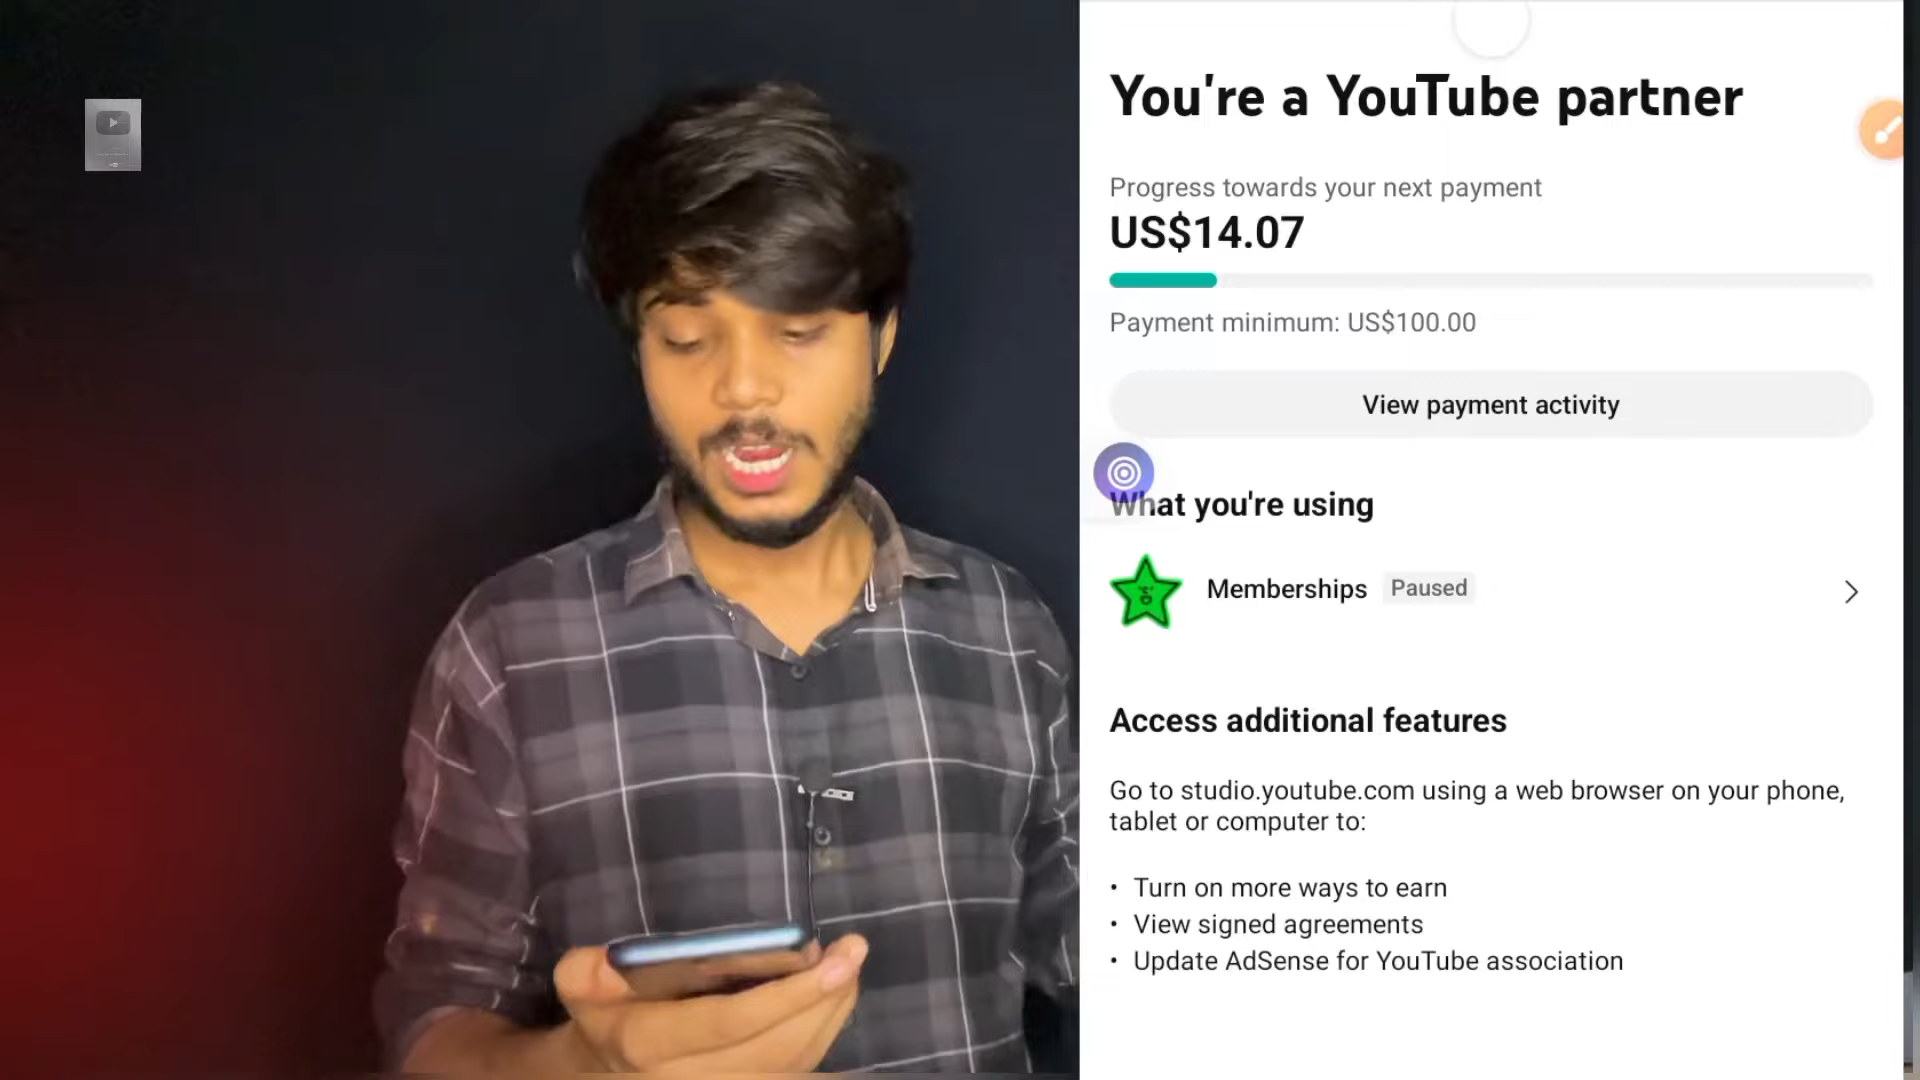 You're a YouTube partner
Progress towards your next payment
US$14.07
Payment minimum: US$100.00
View payment activity
What you're using
Memberships Paused
Access additional features
Go to studio.youtube.com using a web browser on your phone,
tablet or computer to:
• Turn on more ways to earn
• View signed agreements
• Update AdSense for YouTube association